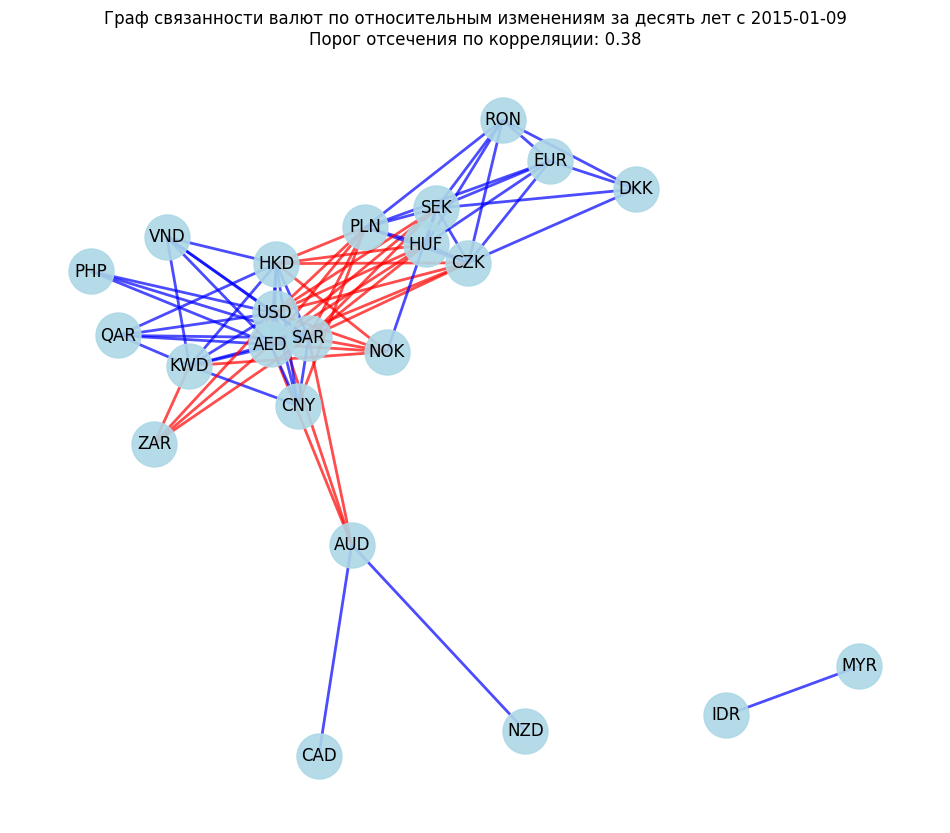 Граф связанности валют по относительным изменениям за десять лет с 2015-01-09
Порог отсечения по корреляции: 0.38
RON
EUR
DKK
SEK
PLN
VND
HUF
CZK
HKD
PHP
USD
QAR
SAR
AED
NOK
KWD
CNY
ZAR
AUD
MYR
IDR
NZD
CAD